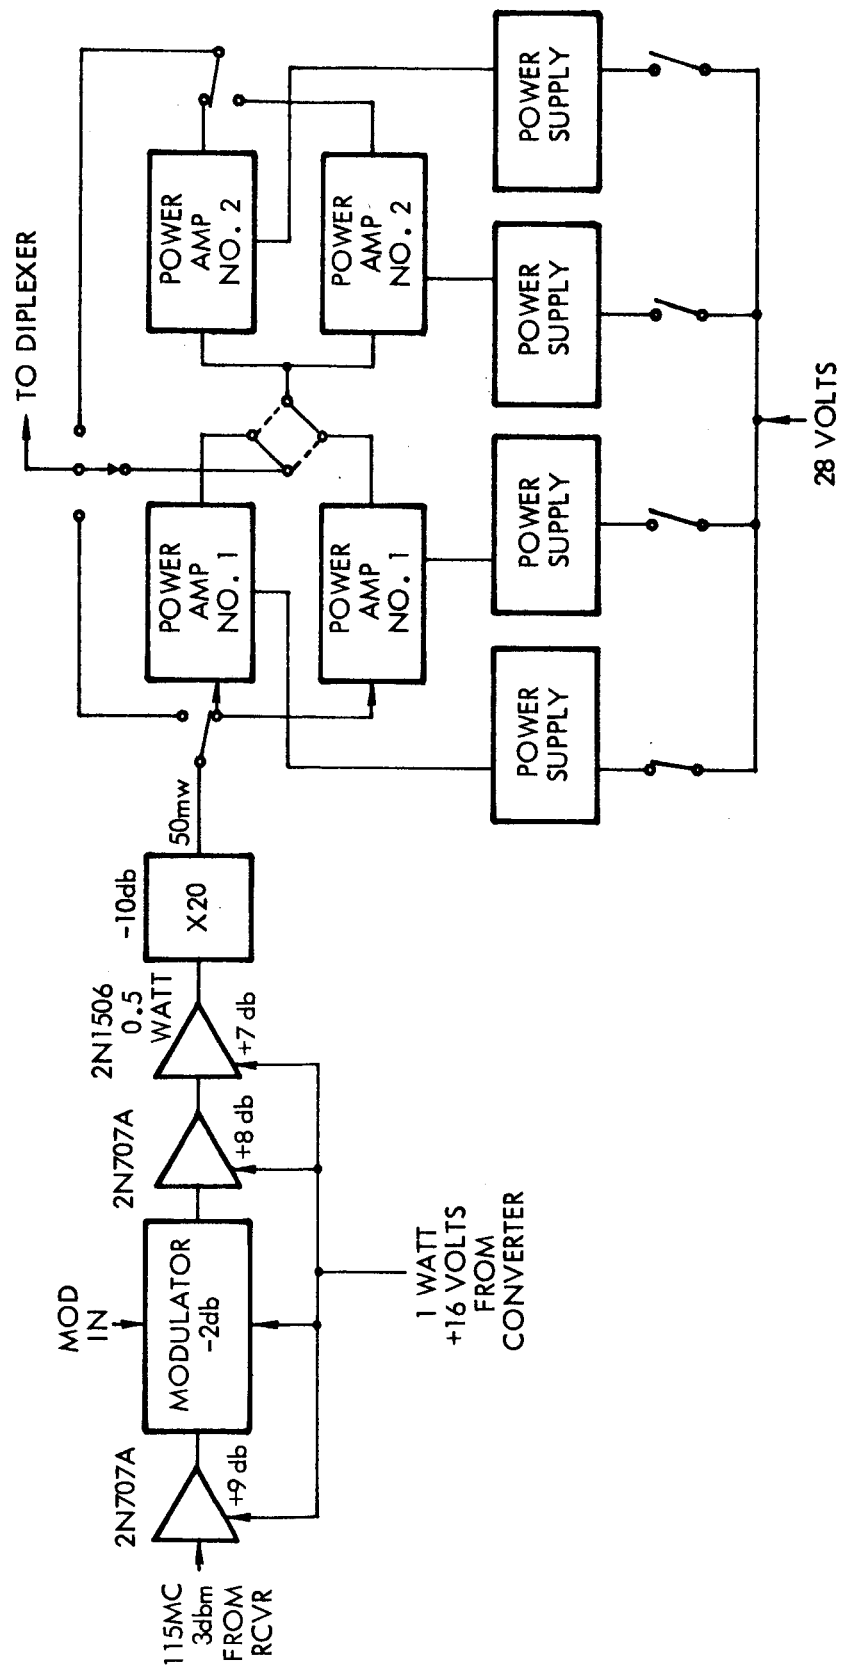 115MC
3dbm
FROM
RCVR
2N707A
+9 db
MOD
IN
MODULATOR
-2db
2N707A
+8 db
2N1506
0.5
WATT
+7 db
1 WATT
+16 VOLTS
FROM
CONVERTER
-10db
X20
50mw
POWER
AMP
NO. 1
POWER
AMP
NO. 1
TO DIPLEXER
POWER
AMP
NO. 2
POWER
AMP
NO. 2
POWER
SUPPLY
POWER
SUPPLY
POWER
SUPPLY
POWER
SUPPLY
28 VOLTS